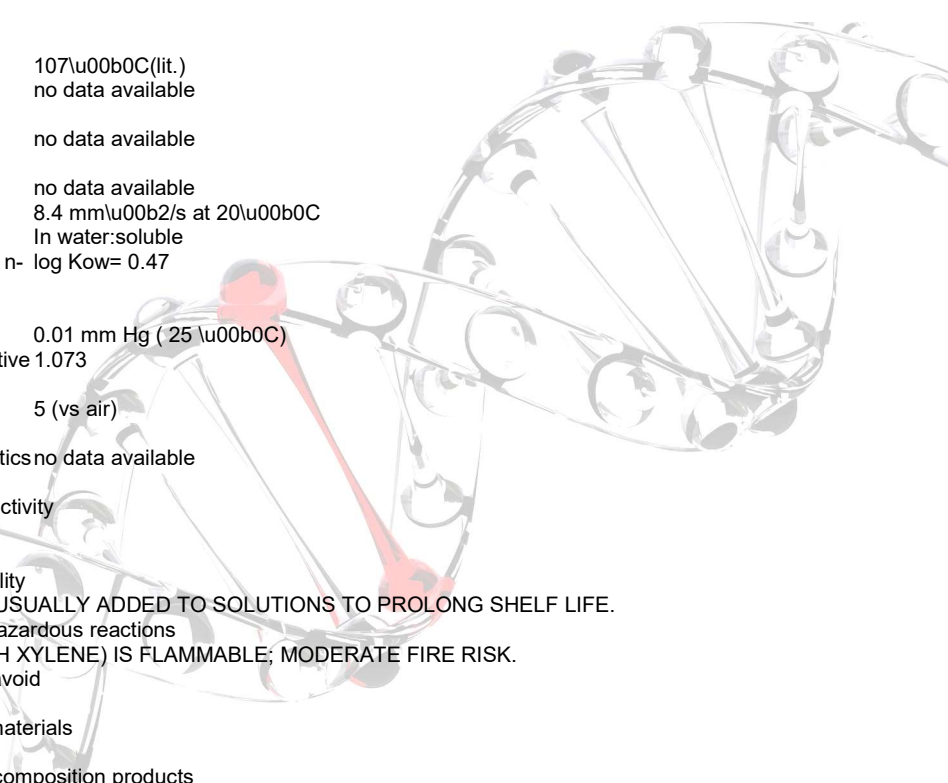 107\u00b0C(lit.)
no data available
no data available
no data available
8.4 mm\u00b2/s at 20\u00b0C
In water:soluble
n- log Kow= 0.47
0.01 mm Hg ( 25 \u00b0C)
tive 1.073
5 (vs air)
tics no data available
ctivity
lity
USUALLY ADDED TO SOLUTIONS TO PROLONG SHELF LIFE.
azardous reactions
H XYLENE) IS FLAMMABLE; MODERATE FIRE RISK.
avoid
naterials
composition products